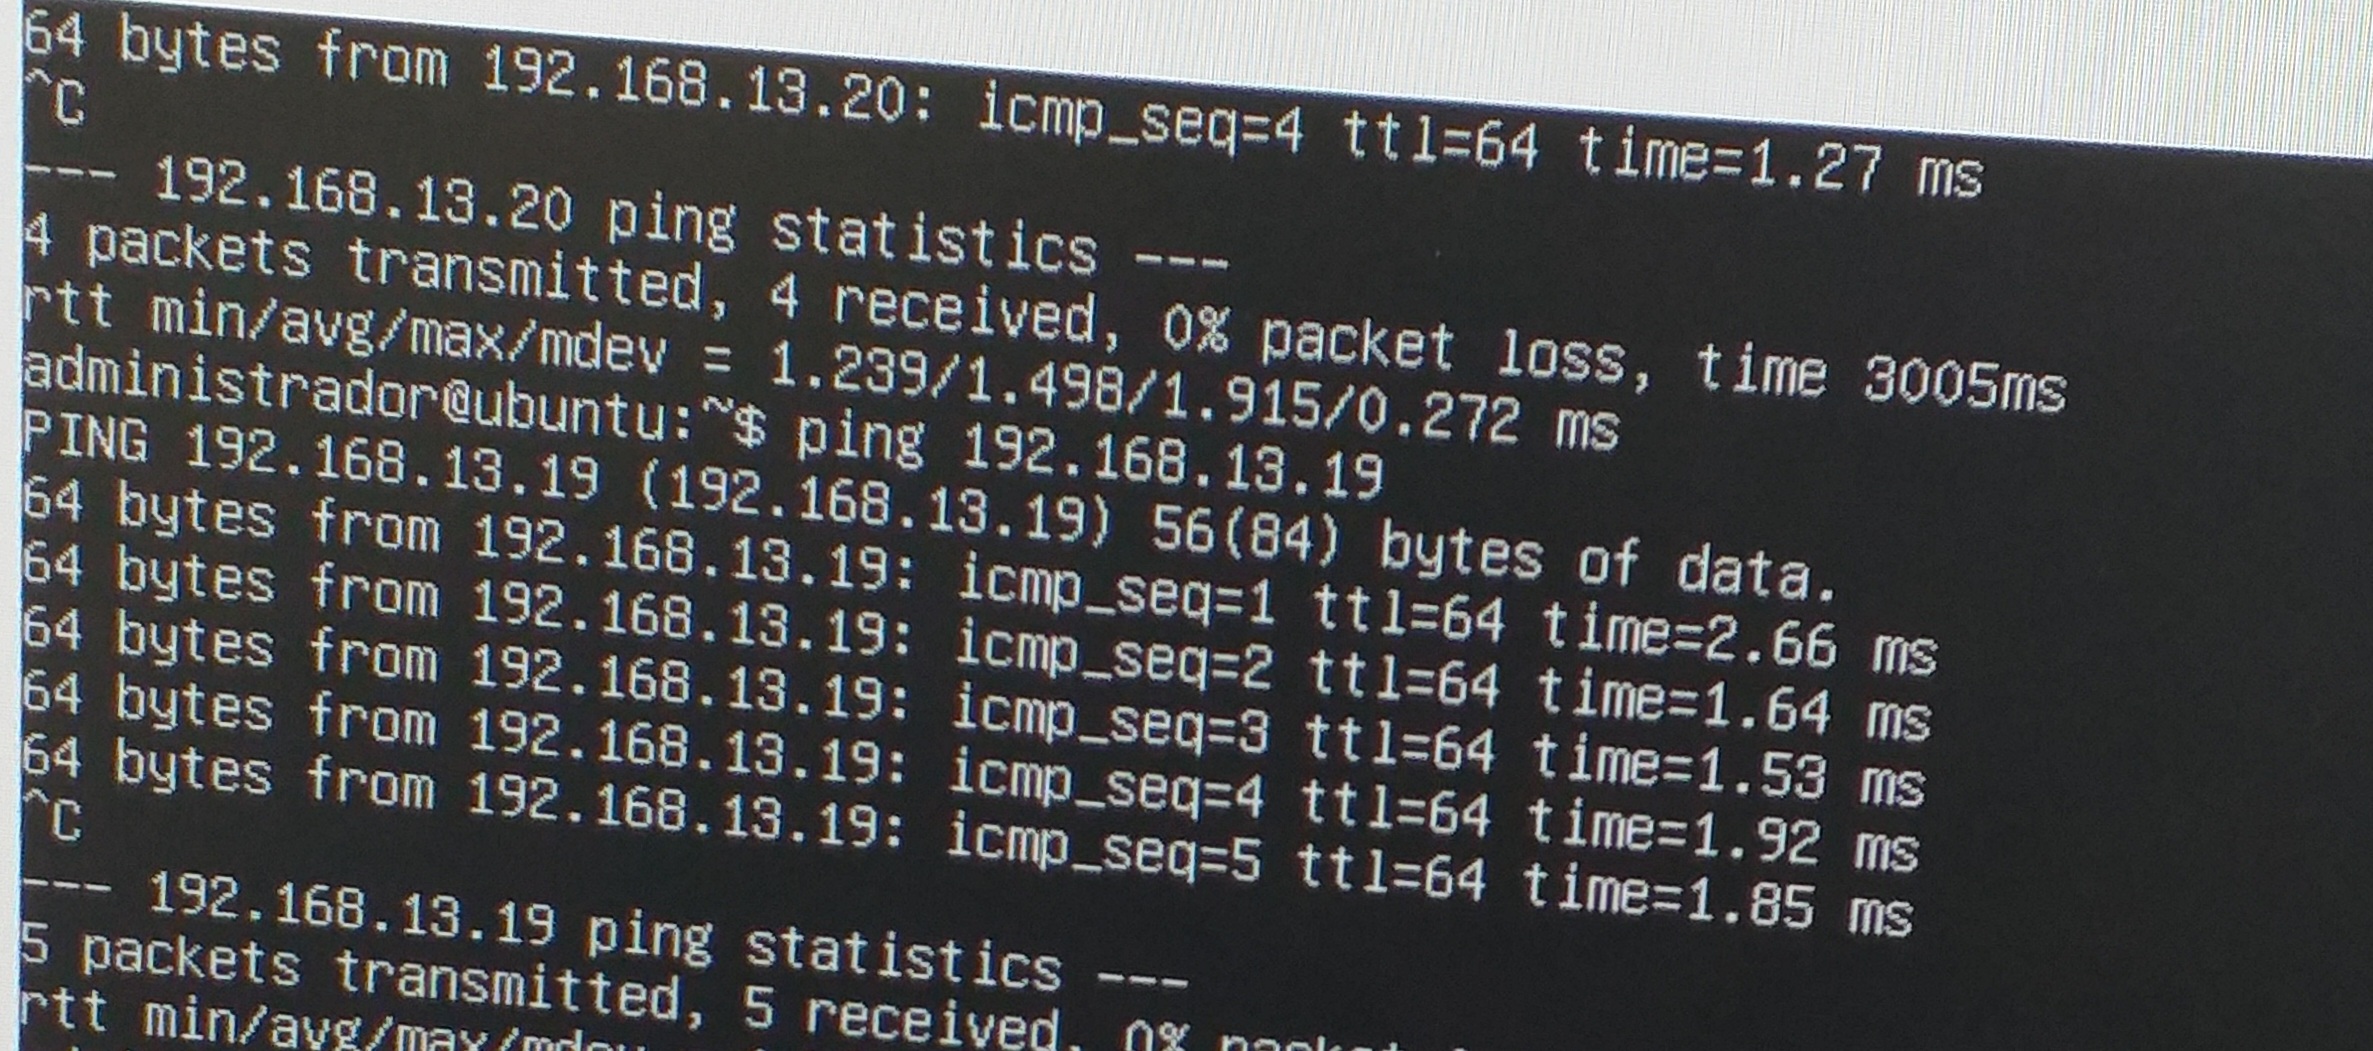 64 bytes from 192.168.13.20: icmp_seq=4 ttl=64 time=1.27 ms
^C
--- 192.168.13.20 ping statistics ---
4 packets transmitted, 4 received, 0% packet loss, time 3005ms
rtt min/avg/max/mdev = 1.239/1.498/1.915/0.272 ms
administrador@ubuntu:~$ ping 192.168.13.19
PING 192.168.13.19 (192.168.13.19) 56(84) bytes of data.
64 bytes from 192.168.13.19: icmp_seq=1 ttl=64 time=2.66 ms
64 bytes from 192.168.13.19: icmp_seq=2 ttl=64 time=1.64 ms
64 bytes from 192.168.13.19: icmp_seq=3 ttl=64 time=1.53 ms
64 bytes from 192.168.13.19: icmp_seq=4 ttl=64 time=1.92 ms
64 bytes from 192.168.13.19: icmp_seq=5 ttl=64 time=1.85 ms
^C
--- 192.168.13.19 ping statistics ---
5 packets transmitted, 5 received, 0% packet
rtt min/avg/max/mdev